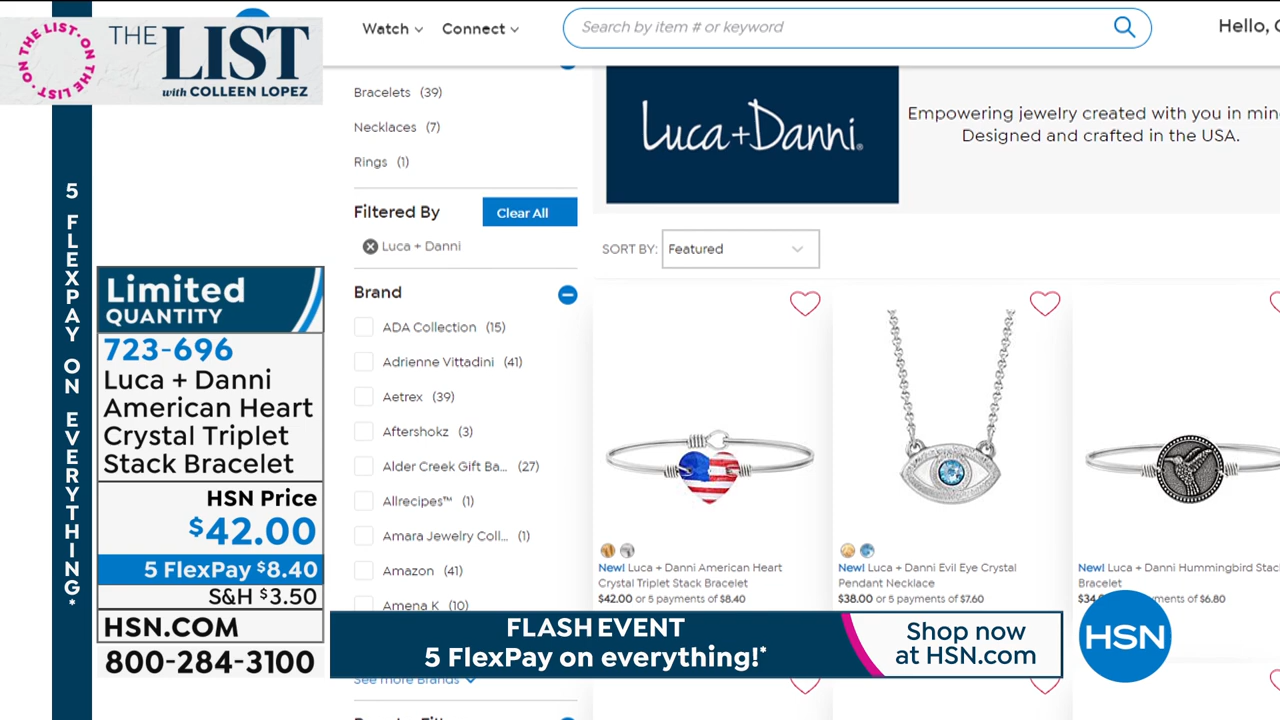 ON THE LIST • ON THE LIST •
THE
LIST
with COLLEEN LOPEZ
5 FLEXPAY ON EVERYTHING!*
Limited
QUANTITY
723-696
Luca + Danni
American Heart
Crystal Triplet
Stack Bracelet
HSN Price
$42.00
5 FlexPay $8.40
S&H $3.50
HSN.COM
800-284-3100
Watch
Connect
Search by item # or keyword
Hello,
Bracelets (39)
Necklaces (7)
Rings (1)
Filtered By
Clear All
Luca + Danni
Brand
ADA Collection (15)
Adrienne Vittadini (41)
Aetrex (39)
Aftershokz (3)
Alder Creek Gift Ba... (27)
Allrecipes™ (1)
Amara Jewelry Coll... (1)
Amazon (41)
Amena K (10)
See more Brands
Luca+Danni®
Empowering jewelry created with you in
Designed and crafted in the USA.
SORT BY:
Featured
New! Luca + Danni American Heart
Crystal Triplet Stack Bracelet
$42.00 or 5 payments of $8.40
New! Luca + Danni Evil Eye Crystal
Pendant Necklace
$38.00 or 5 payments of $7.60
New! Luca + Danni Hummingbird
Bracelet
of $6.80
FLASH EVENT
5 FlexPay on everything!*
Shop now
at HSN.com
HSN